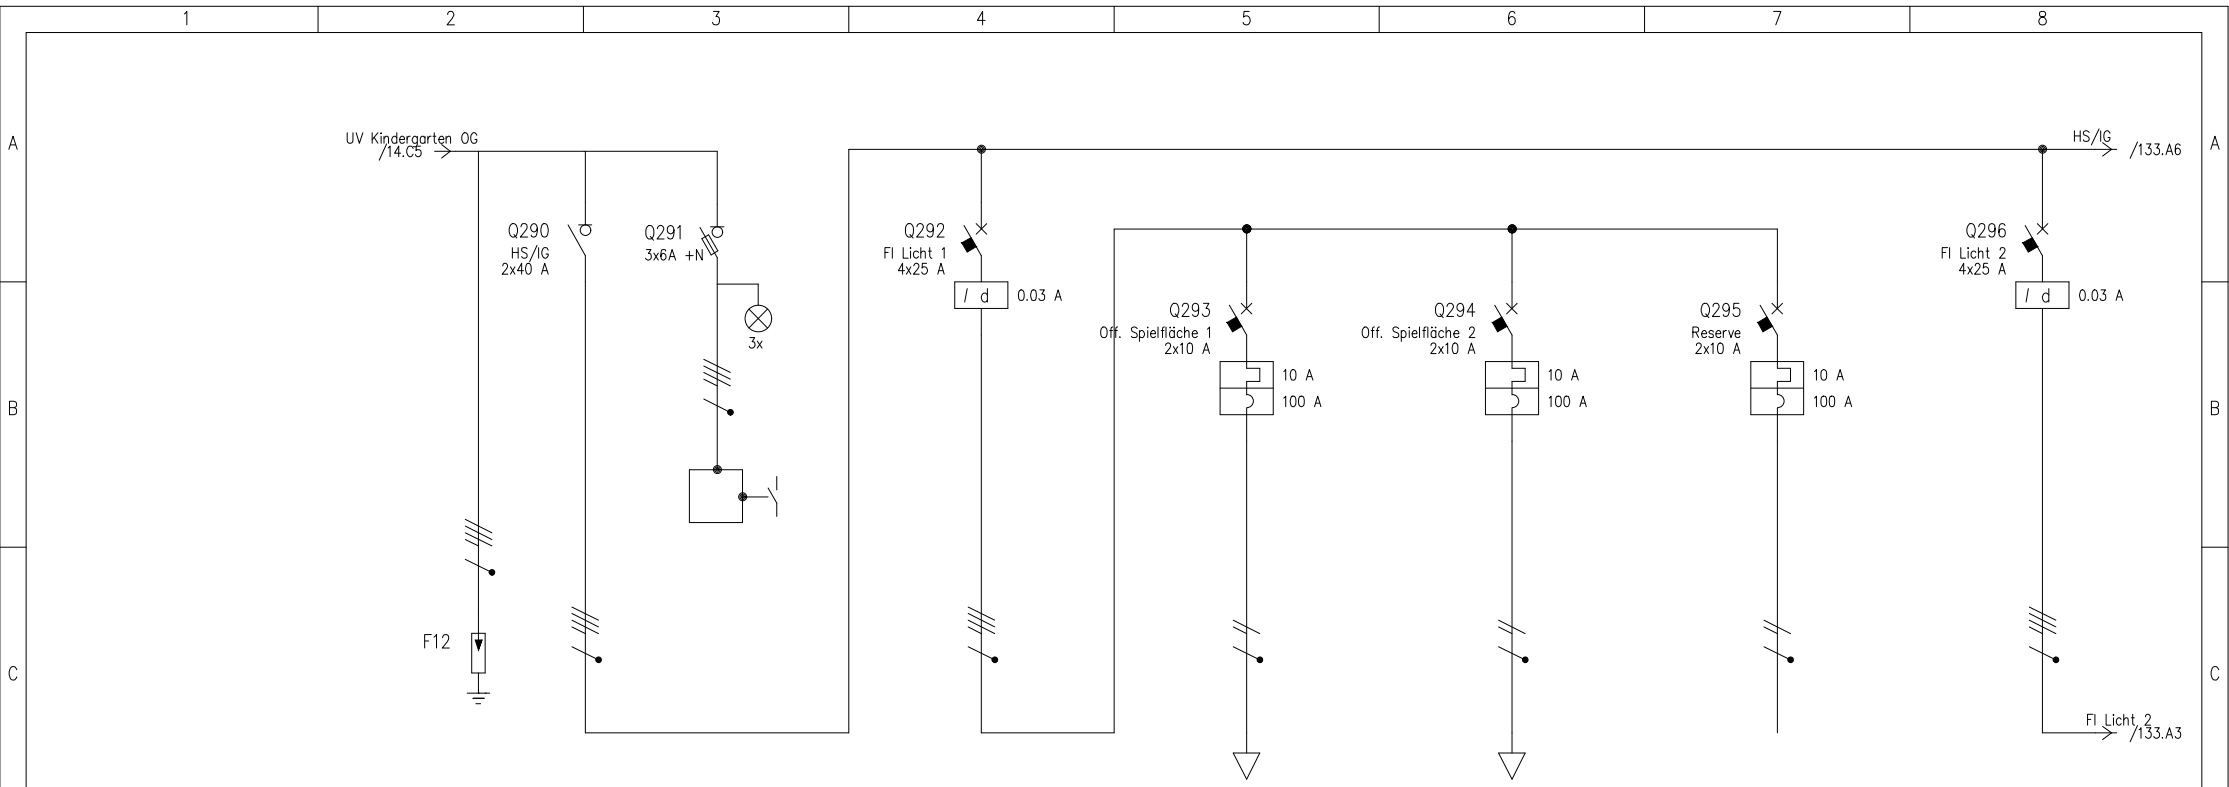 1 2 3 4 5 6 7 8
A
A
UV Kindergarten OG
/14.C5
HS/IG
/133.A6
Q290
HS/IG
2x40 A
Q291
3x6A +N
3x
Q292
FI Licht 1
4x25 A
I d
0.03 A
Q296
FI Licht 2
4x25 A
I d
0.03 A
Q293
Off. Spielfläche 1
2x10 A
10 A
100 A
Q294
Off. Spielfläche 2
2x10 A
10 A
100 A
Q295
Reserve
2x10 A
10 A
100 A
B
B
F12
C
C
FI Licht 2
/133.A3